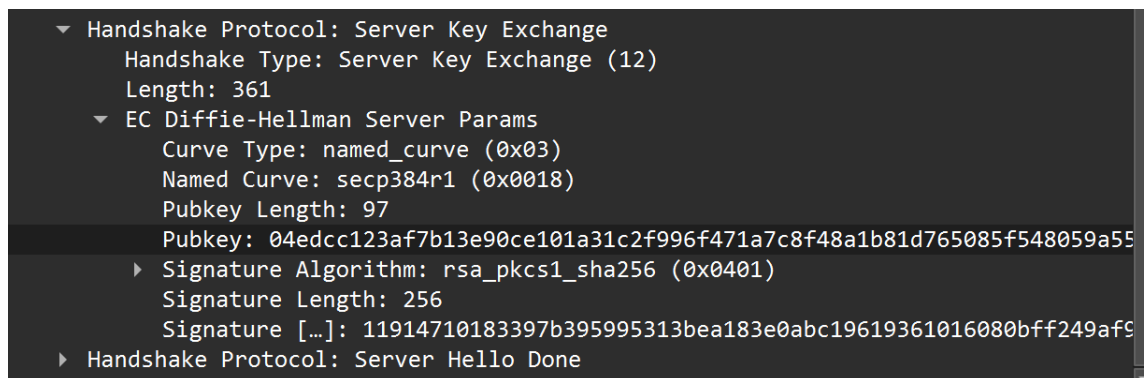 Handshake Protocol: Server Key Exchange
Handshake Type: Server Key Exchange (12)
Length: 361
EC Diffie-Hellman Server Params
Curve Type: named_curve (0x03)
Named Curve: secp384r1 (0x0018)
Pubkey Length: 97
Pubkey: 04edcc123af7b13e90ce101a31c2f996f471a7c8f48a1b81d765085f548059a55
Signature Algorithm: rsa_pkcs1_sha256 (0x0401)
Signature Length: 256
Signature […]: 11914710183397b395995313bea183e0abc19619361016080bff249af9
Handshake Protocol: Server Hello Done